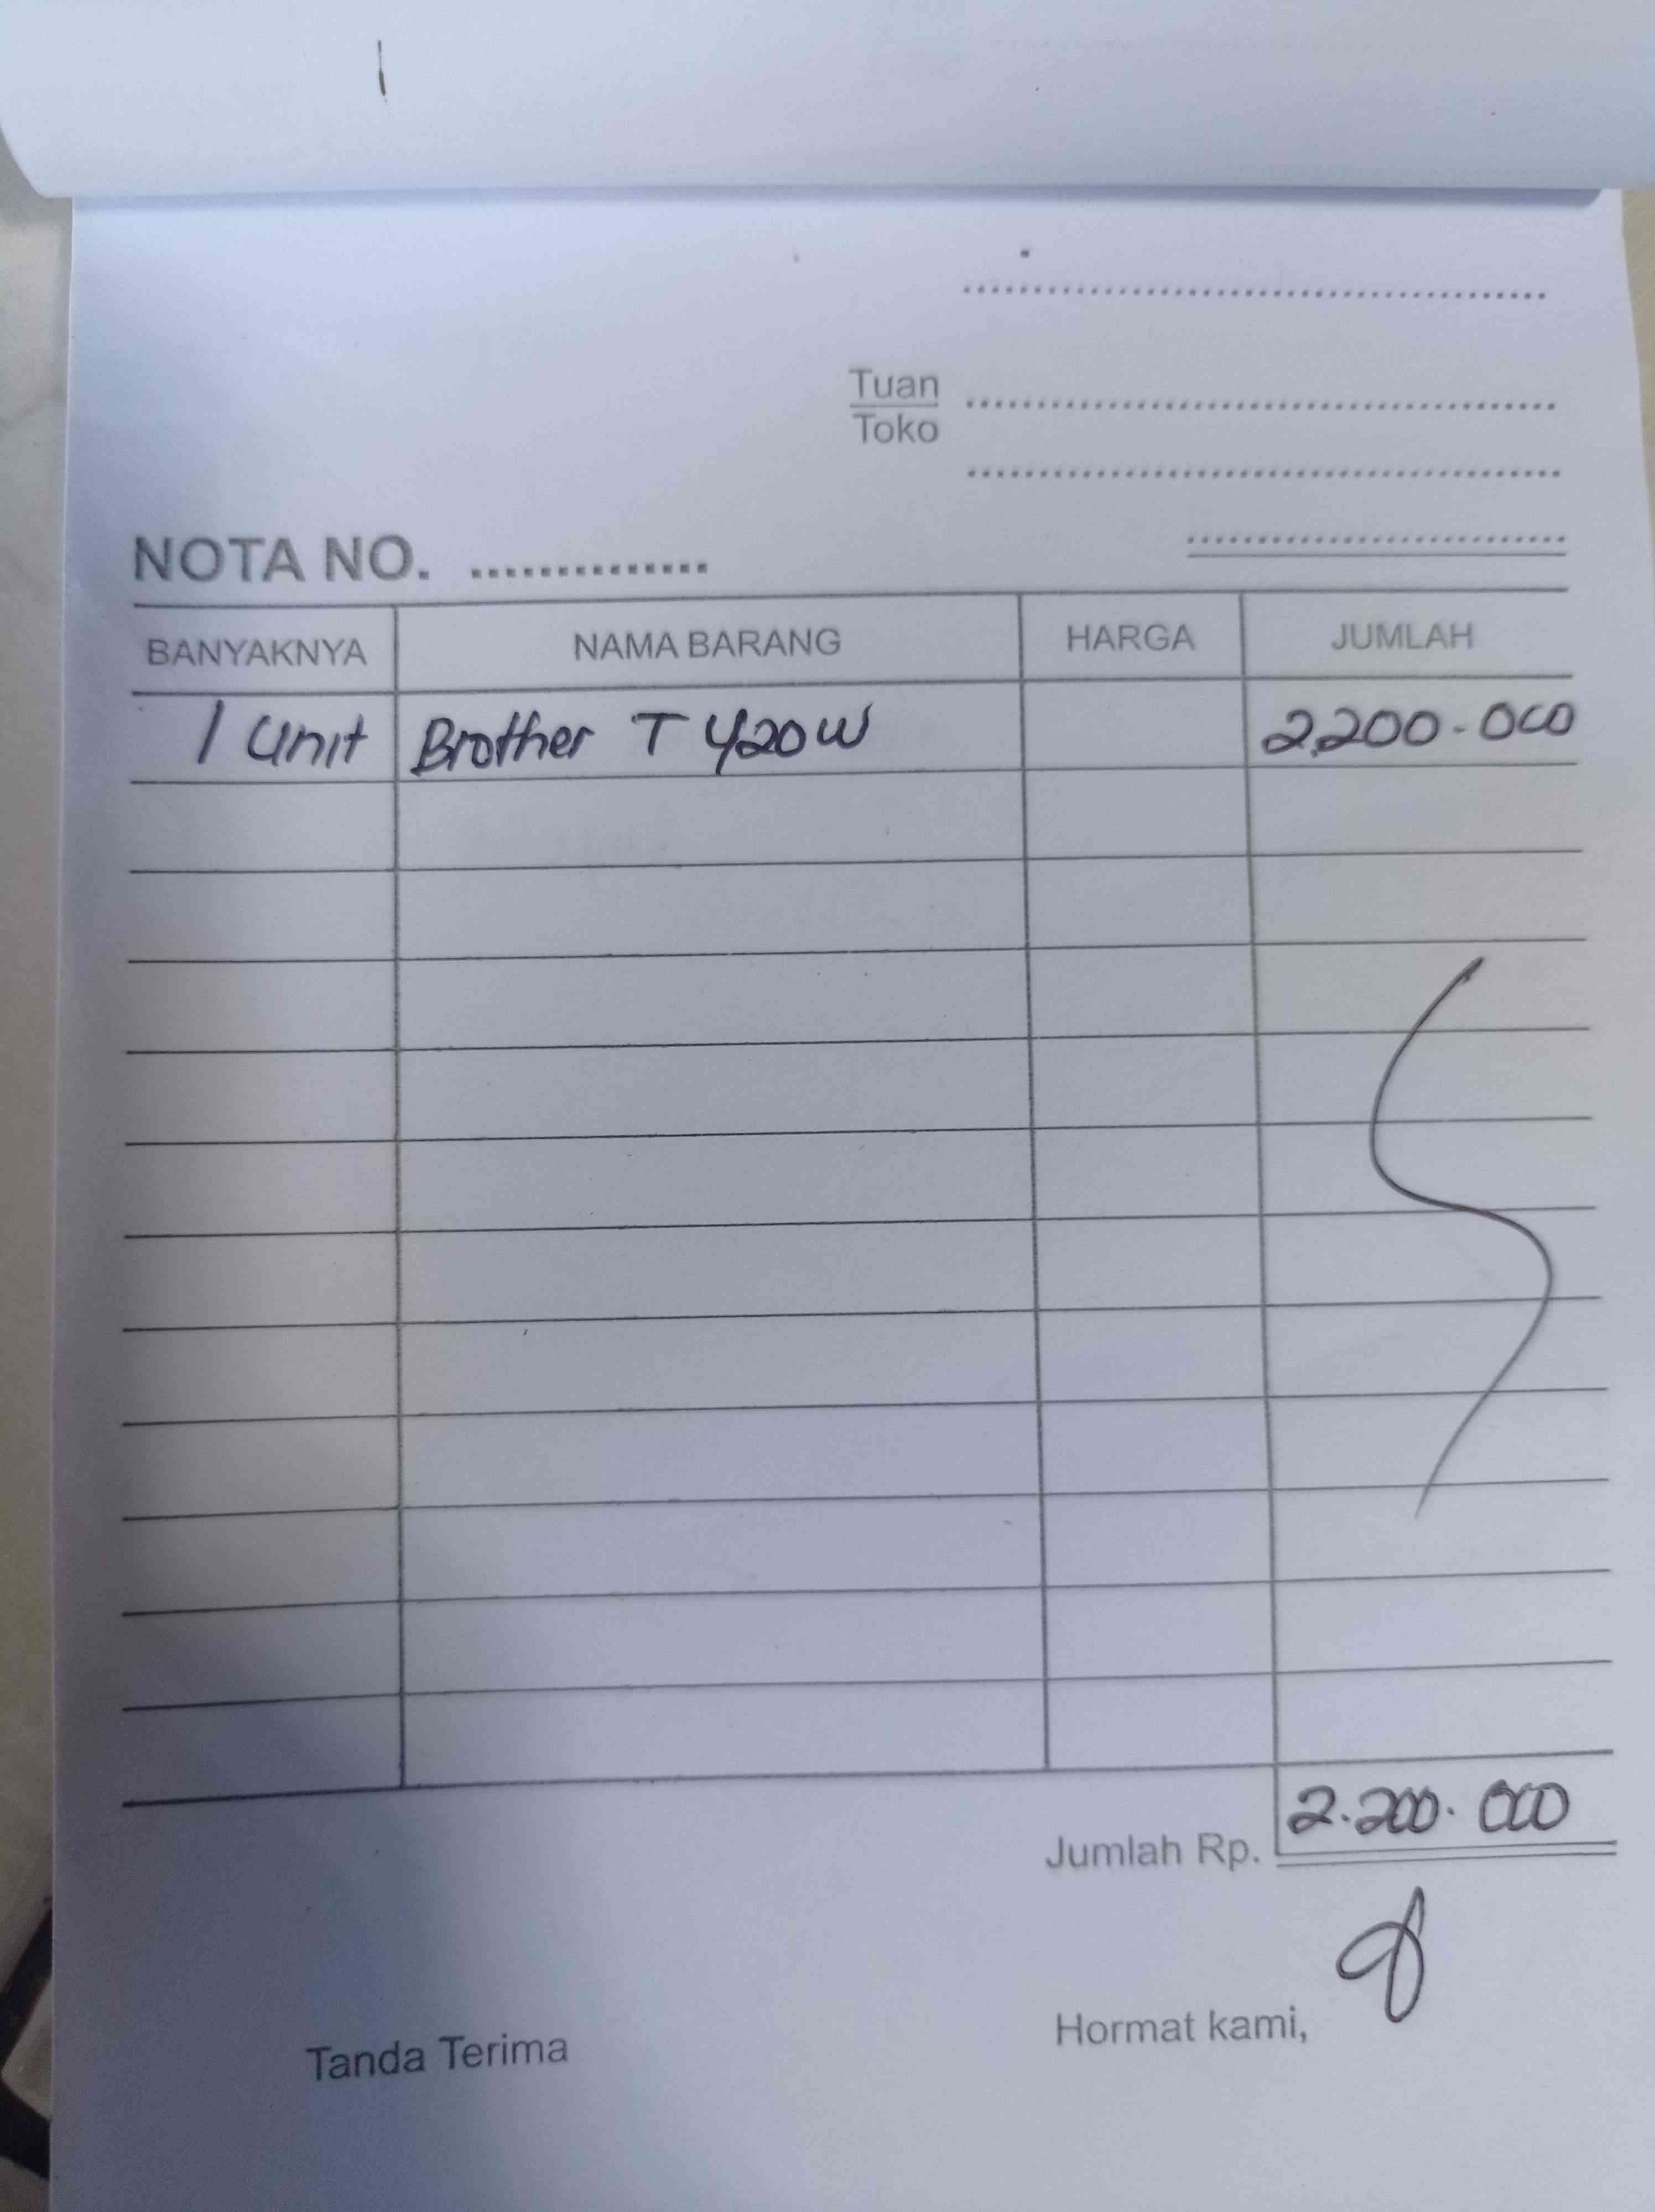 Tuan
Toko
NOTA NO. ..............
BANYAKNYA NAMA BARANG HARGA JUMLAH
1 Unit Brother T 420W 2.200-000
Jumlah Rp. 2.200.000
Tanda Terima Hormat kami,